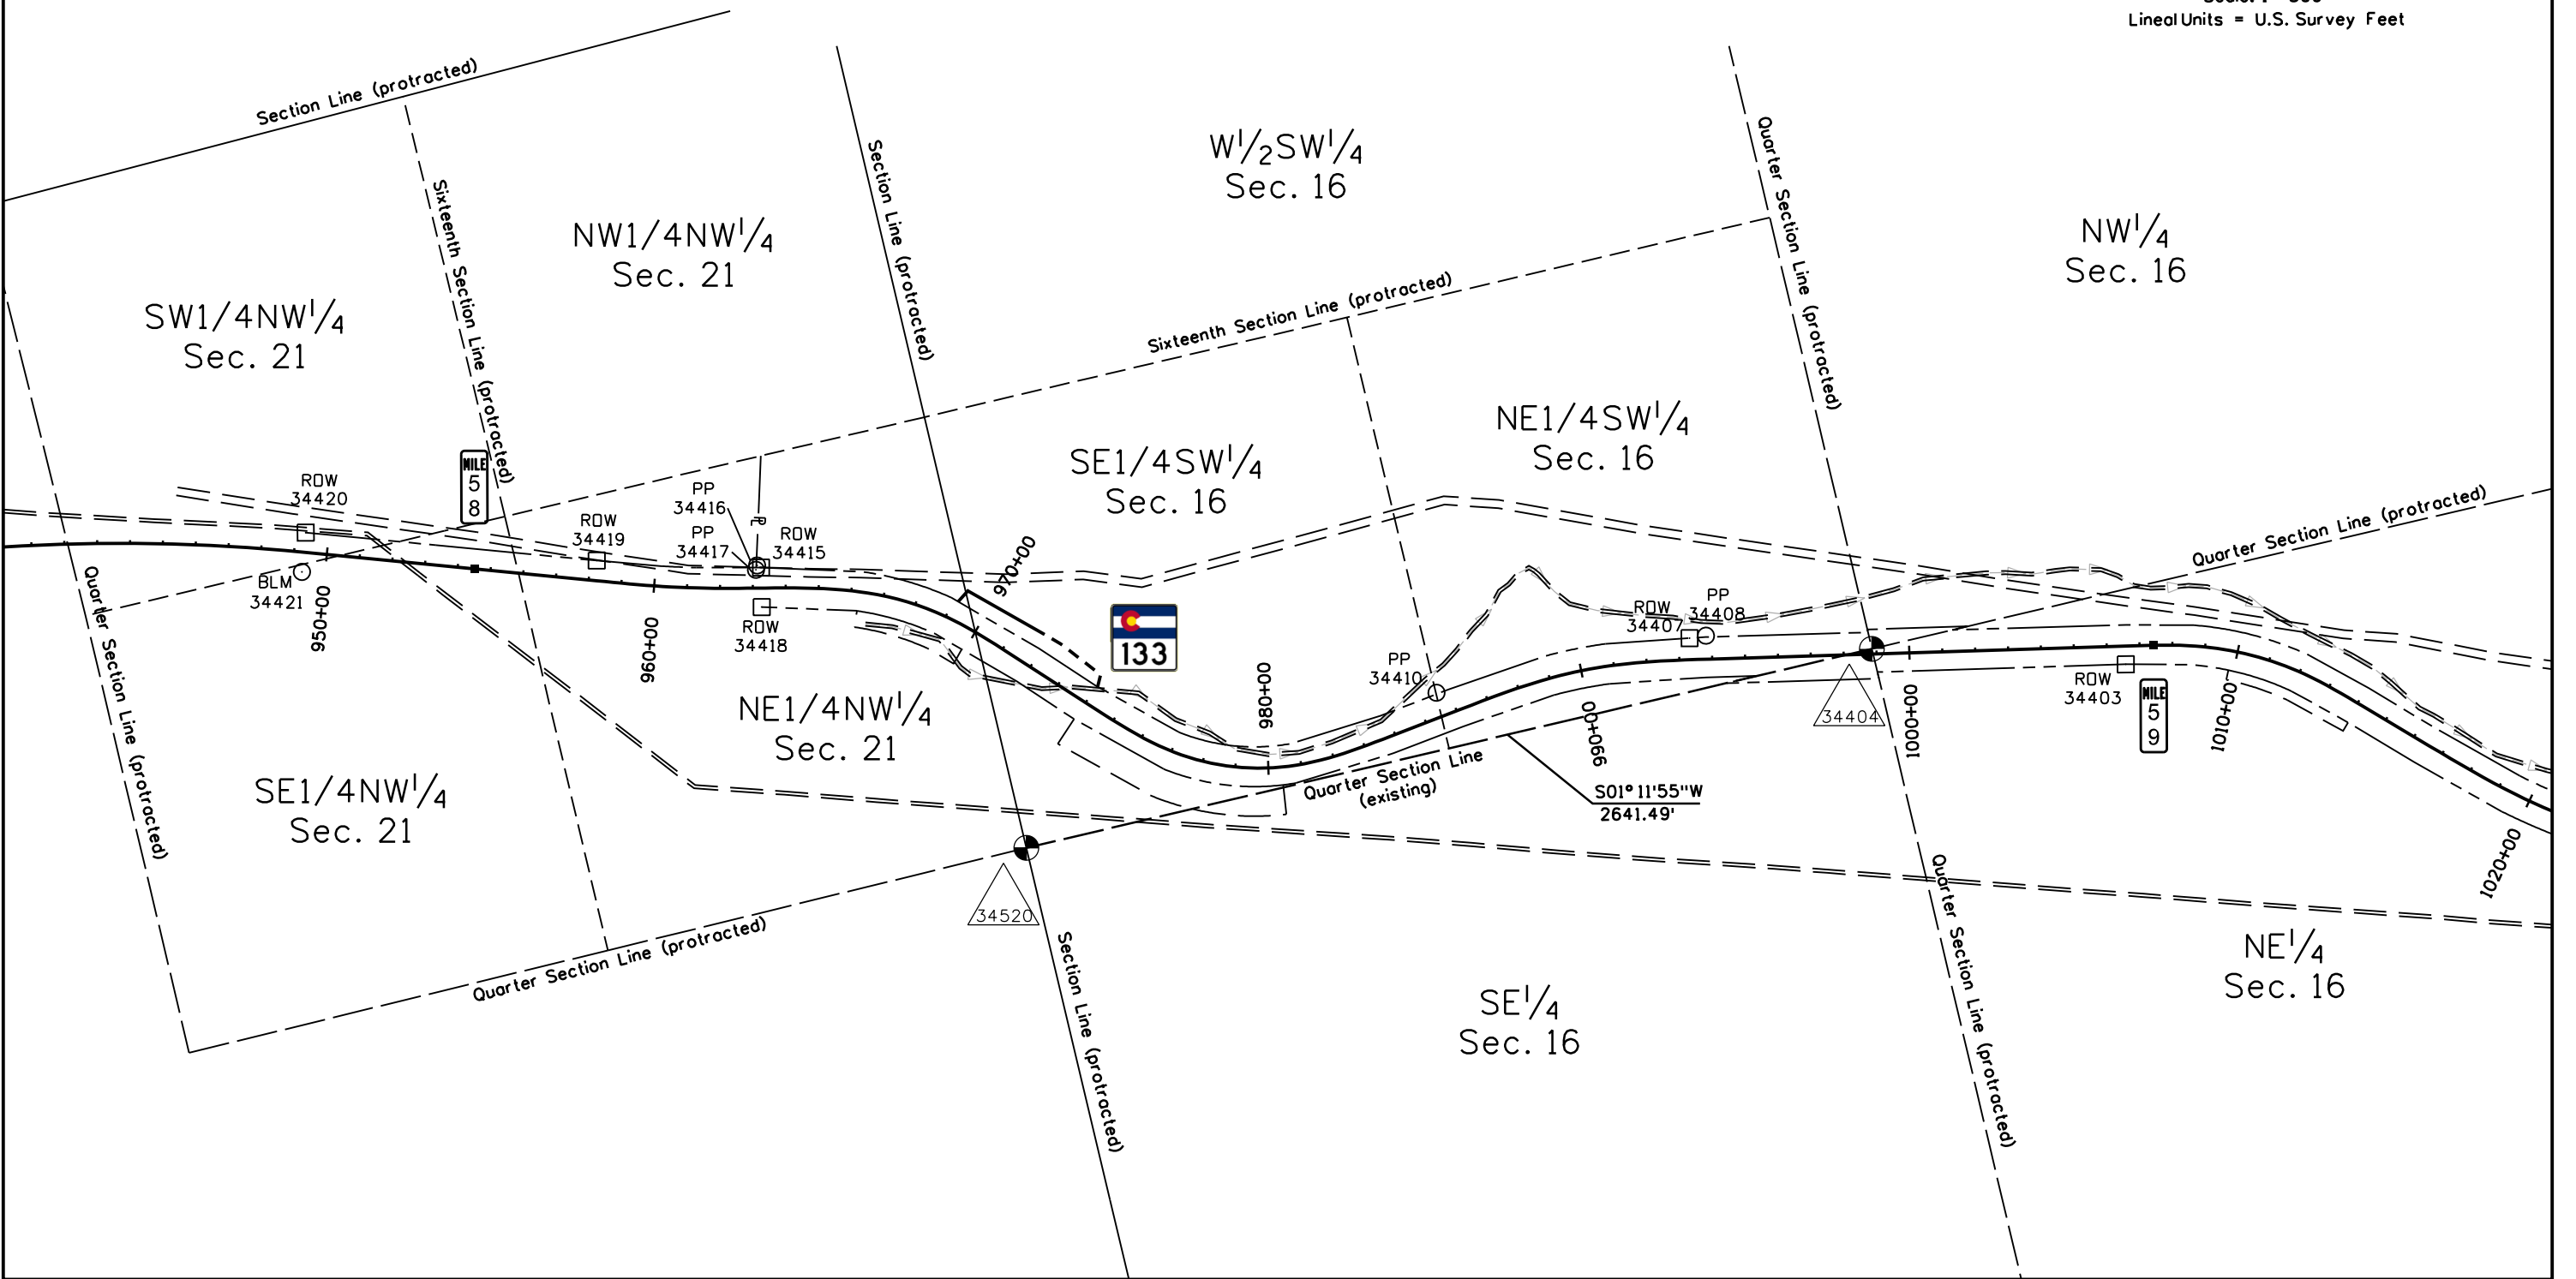 Lineal Units = U.S. Survey Feet
Section Line (protracted)
Sixteenth Section Line (protracted)
Section Line (protracted)
Quarter Section Line (protracted)
W1/2SW1/4
Sec. 16
NW1/4NW1/4
Sec. 21
NW1/4
Sec. 16
SW1/4NW1/4
Sec. 21
Sixteenth Section Line (protracted)
NE1/4SW1/4
Sec. 16
SE1/4SW1/4
Sec. 16
Quarter Section Line (protracted)
MILE
5
8
ROW
34420
ROW
34419
PP
34416
PP
34417
ROW
34415
PL
BLM
34421
950+00
960+00
ROW
34418
970+00
133
980+00
PP
34410
ROW
34407
PP
34408
990+00
34404
1000+00
ROW
34403
MILE
5
9
1010+00
1020+00
Quarter Section Line (protracted)
NE1/4NW1/4
Sec. 21
SE1/4NW1/4
Sec. 21
Quarter Section Line
(existing)
S01°11'55"W
2641.49'
34520
Quarter Section Line (protracted)
Section Line (protracted)
Quarter Section Line (protracted)
SE1/4
Sec. 16
NE1/4
Sec. 16